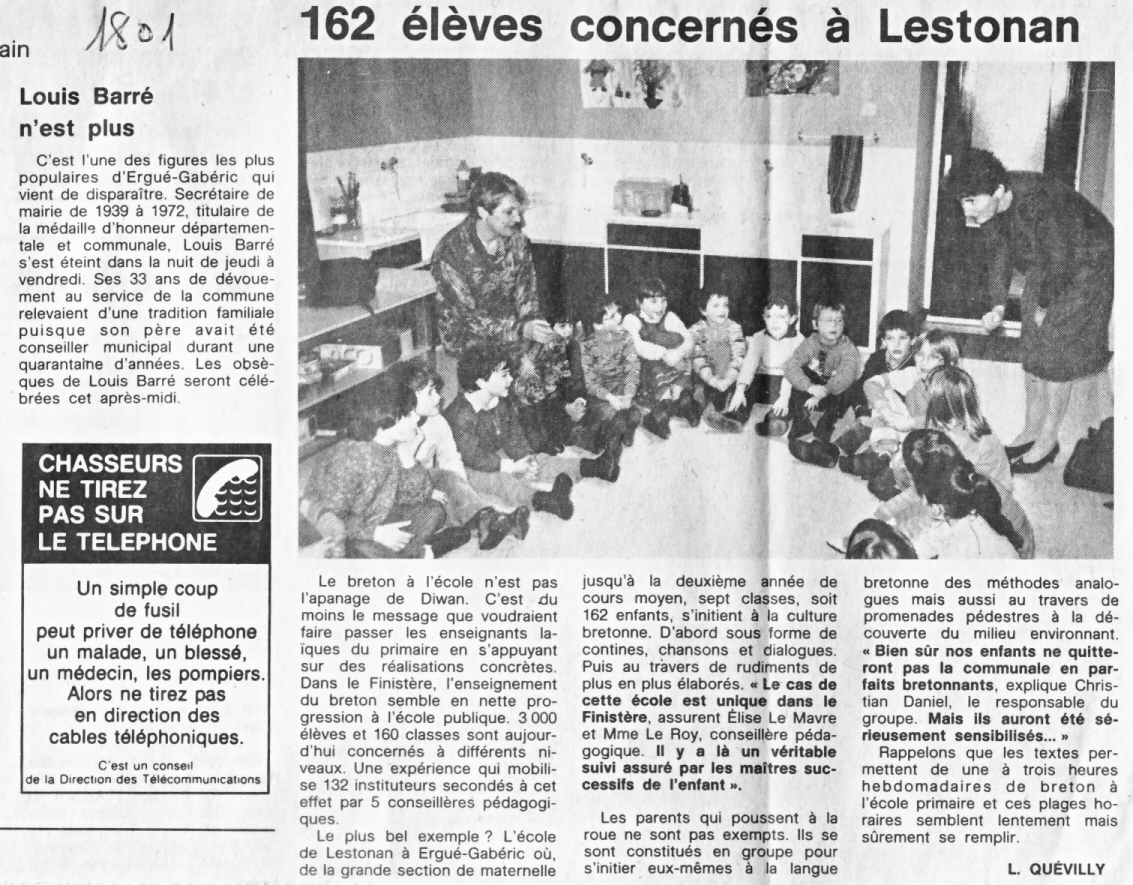 ain
1801
Louis Barré
n'est plus
C'est l'une des figures les plus
populaires d'Ergué-Gabéric qui
vient de disparaître. Secrétaire de
mairie de 1939 à 1972, titulaire de
la médaille d'honneur départemen-
tale et communale, Louis Barré
s'est éteint dans la nuit de jeudi à
vendredi. Ses 33 ans de dévoue-
ment au service de la commune
relevaient d'une tradition familiale
puisque son père avait été
conseiller municipal durant une
quarantaine d'années. Les obsè-
ques de Louis Barré seront célé-
brées cet après-midi.
CHASSEURS
NE TIREZ
PAS SUR
LE TELEPHONE
Un simple coup
de fusil
peut priver de téléphone
un malade, un blessé,
un médecin, les pompiers.
Alors ne tirez pas
en direction des
cables téléphoniques.
C'est un conseil
de la Direction des Télécommunications
162 élèves concernés à Lestonan
Le breton à l'école n'est pas
l'apanage de Diwan. C'est du
moins le message que voudraient
faire passer les enseignants la-
ïques du primaire en s'appuyant
sur des réalisations concrètes.
Dans le Finistère, l'enseignement
du breton semble en nette pro-
gression à l'école publique. 3 000
élèves et 160 classes sont aujour-
d'hui concernés à différents ni-
veaux. Une expérience qui mobili-
se 132 instituteurs secondés à cet
effet par 5 conseillères pédagogi-
ques.
Le plus bel exemple ? L'école
de Lestonan à Ergué-Gabéric où,
de la grande section de maternelle
jusqu'à la deuxième année de
cours moyen, sept classes, soit
162 enfants, s'initient à la culture
bretonne. D'abord sous forme de
contines, chansons et dialogues.
Puis au travers de rudiments de
plus en plus élaborés. « Le cas de
cette école est unique dans le
Finistère, assurent Élise Le Mavre
et Mme Le Roy, conseillère péda-
gogique. Il y a là un véritable
suivi assuré par les maîtres suc-
cessifs de l'enfant ».
Les parents qui poussent à la
roue ne sont pas exempts. Ils se
sont constitués en groupe pour
s'initier eux-mêmes à la langue
bretonne des méthodes analo-
gues mais aussi au travers de
promenades pédestres à la dé-
couverte du milieu environnant.
« Bien sûr nos enfants ne quitte-
ront pas la communale en par-
faits bretonnants, explique Chris-
tian Daniel, le responsable du
groupe. Mais ils auront été sé-
rieusement sensibilisés... »
Rappelons que les textes per-
mettent de une à trois heures
hebdomadaires de breton à
l'école primaire et ces plages ho-
raires semblent lentement mais
sûrement se remplir.
L. QUÉVILLY